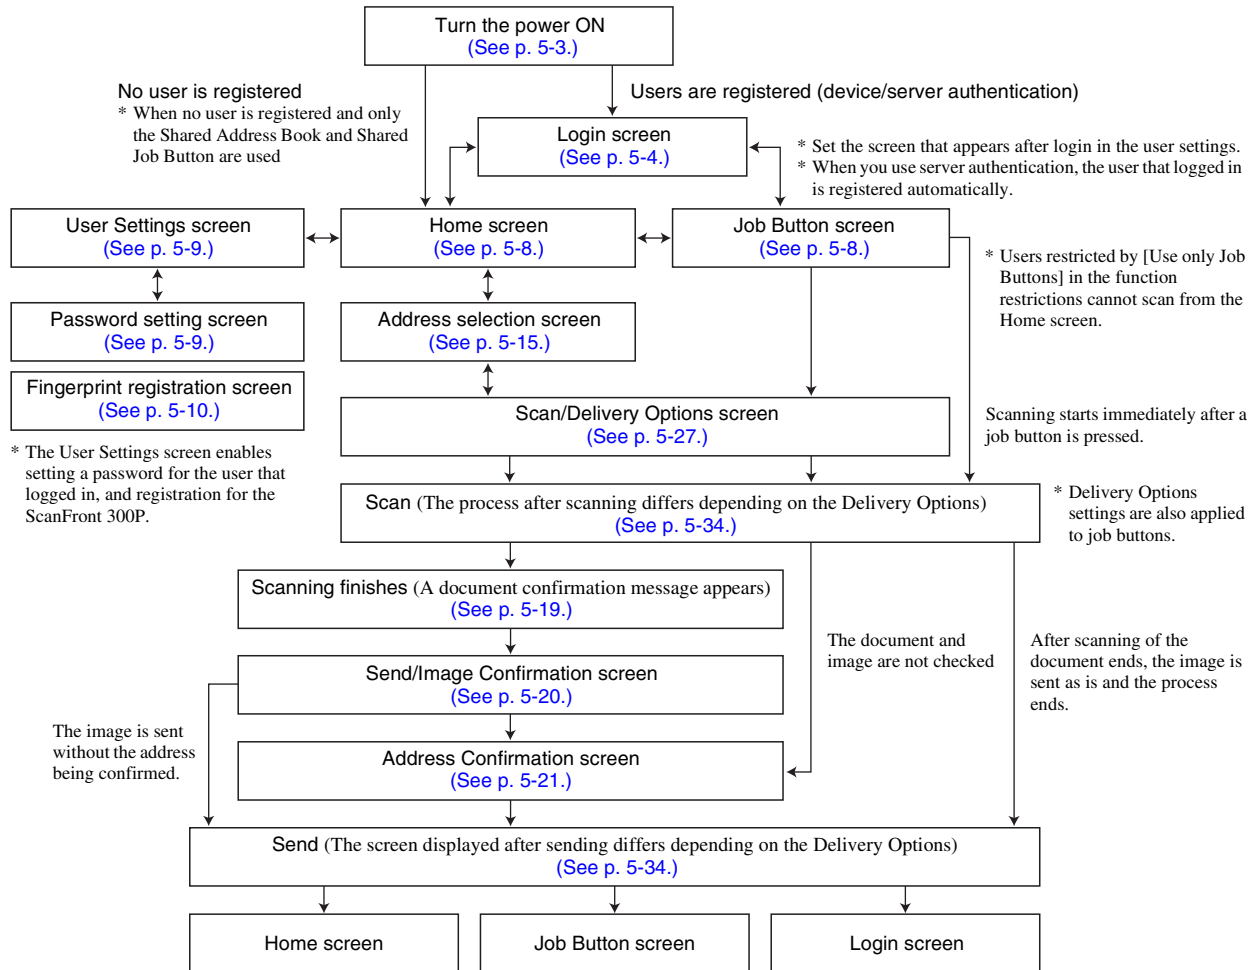 Turn the power ON
(See p. 5-3.)
No user is registered
* When no user is registered and only
the Shared Address Book and Shared
Job Button are used
Users are registered (device/server authentication)
Login screen
(See p. 5-4.)
* Set the screen that appears after login in the user settings.
* When you use server authentication, the user that logged in
is registered automatically.
User Settings screen
(See p. 5-9.)
Home screen
(See p. 5-8.)
Job Button screen
(See p. 5-8.)
* Users restricted by [Use only Job
Buttons] in the function
restrictions cannot scan from the
Home screen.
Password setting screen
(See p. 5-9.)
Address selection screen
(See p. 5-15.)
Fingerprint registration screen
(See p. 5-10.)
Scan/Delivery Options screen
(See p. 5-27.)
Scanning starts immediately after a
job button is pressed.
* The User Settings screen enables
setting a password for the user that
logged in, and registration for the
ScanFront 300P.
Scan (The process after scanning differs depending on the Delivery Options)
(See p. 5-34.)
* Delivery Options
settings are also applied
to job buttons.
Scanning finishes (A document confirmation message appears)
(See p. 5-19.)
The document and
image are not checked
After scanning of the
document ends, the image is
sent as is and the process
ends.
Send/Image Confirmation screen
(See p. 5-20.)
The image is sent
without the address
being confirmed.
Address Confirmation screen
(See p. 5-21.)
Send (The screen displayed after sending differs depending on the Delivery Options)
(See p. 5-34.)
Home screen
Job Button screen
Login screen